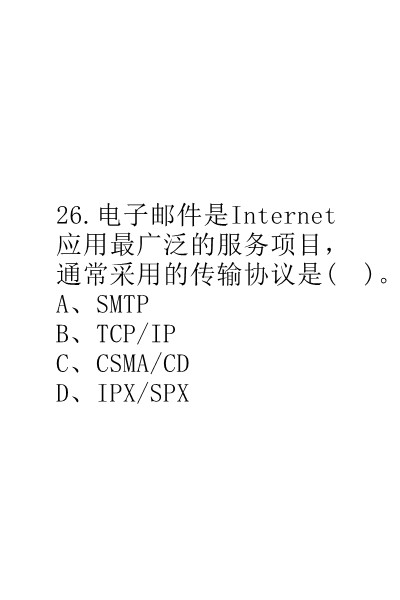 26.电子邮件是Internet
应用最广泛的服务项目，
通常采用的传输协议是(  )。
A、SMTP
B、TCP/IP
C、CSMA/CD
D、IPX/SPX